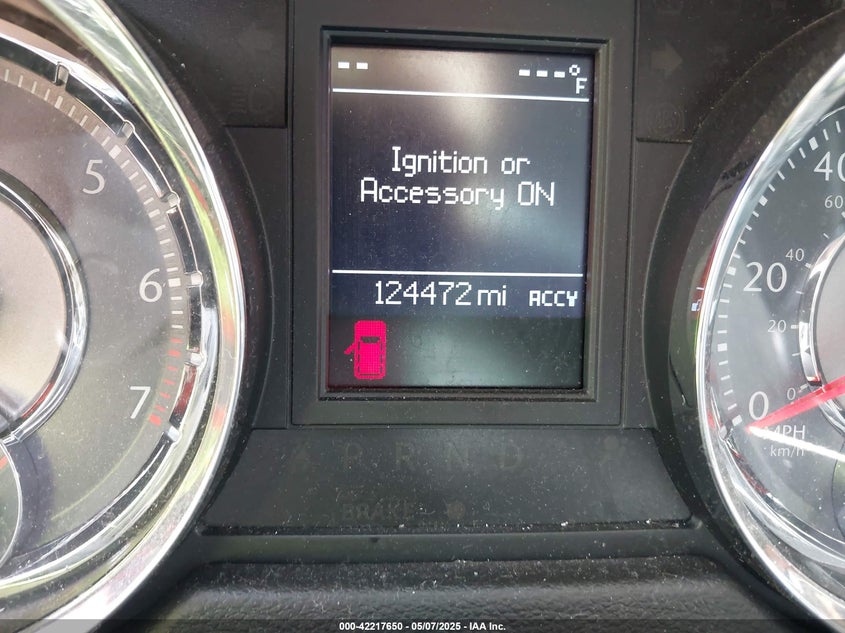 -- ---°F
Ignition or
Accessory ON
124472 mi ACCY
5
6
7
40
60
20
40
20
0
0
MPH
km/h
P R N D
BRAKE
000-42217650 - 05/07/2025 - IAA Inc.